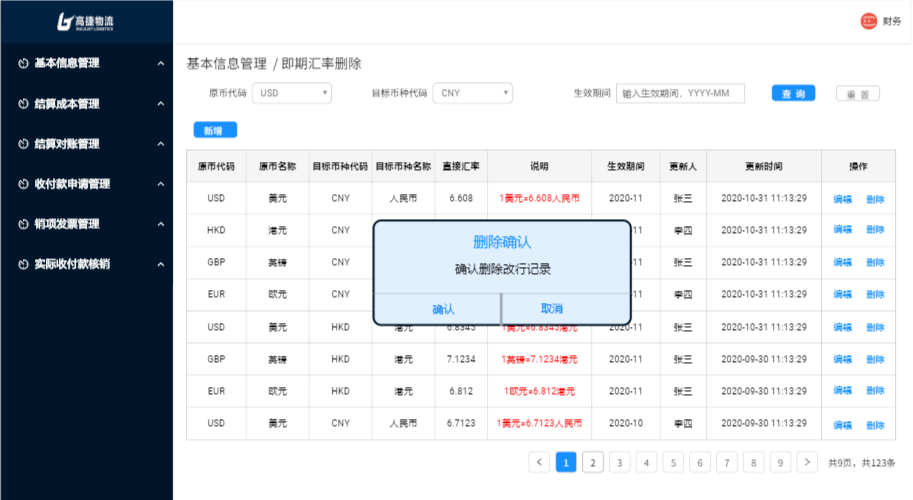 高捷物流
GOLDJET LOGISTICS
财务
基本信息管理
结算成本管理
结算对账管理
收付款申请管理
销项发票管理
实际收付款核销
基本信息管理 / 即期汇率删除
原币代码 USD 目标币种代码 CNY 生效期间 输入生效期间，YYYY-MM 查 询 重 置
新增
原币代码 原币名称 目标币种代码 目标币种名称 直接汇率 说明 生效期间 更新人 更新时间 操作
USD 美元 CNY 人民币 6.608 1美元=6.608人民币 2020-11 张三 2020-10-31 11:13:29 编辑 删除
HKD 港元 CNY 11 李四 2020-10-31 11:13:29 编辑 删除
GBP 英镑 CNY 11 张三 2020-10-31 11:13:29 编辑 删除
EUR 欧元 CNY 11 李四 2020-10-31 11:13:29 编辑 删除
USD 美元 HKD 港元 6.8345 1美元=6.8345港元 2020-11 张三 2020-10-31 11:13:29 编辑 删除
GBP 英镑 HKD 港元 7.1234 1英镑=7.1234港元 2020-11 张三 2020-09-30 11:13:29 编辑 删除
EUR 欧元 HKD 港元 6.812 1欧元=6.812港元 2020-11 张三 2020-09-30 11:13:29 编辑 删除
USD 美元 CNY 人民币 6.7123 1美元=6.7123人民币 2020-10 李四 2020-09-30 11:13:29 编辑 删除
删除确认
确认删除改行记录
确认 取消
< 1 2 3 4 5 6 7 8 9 > 共9页，共123条